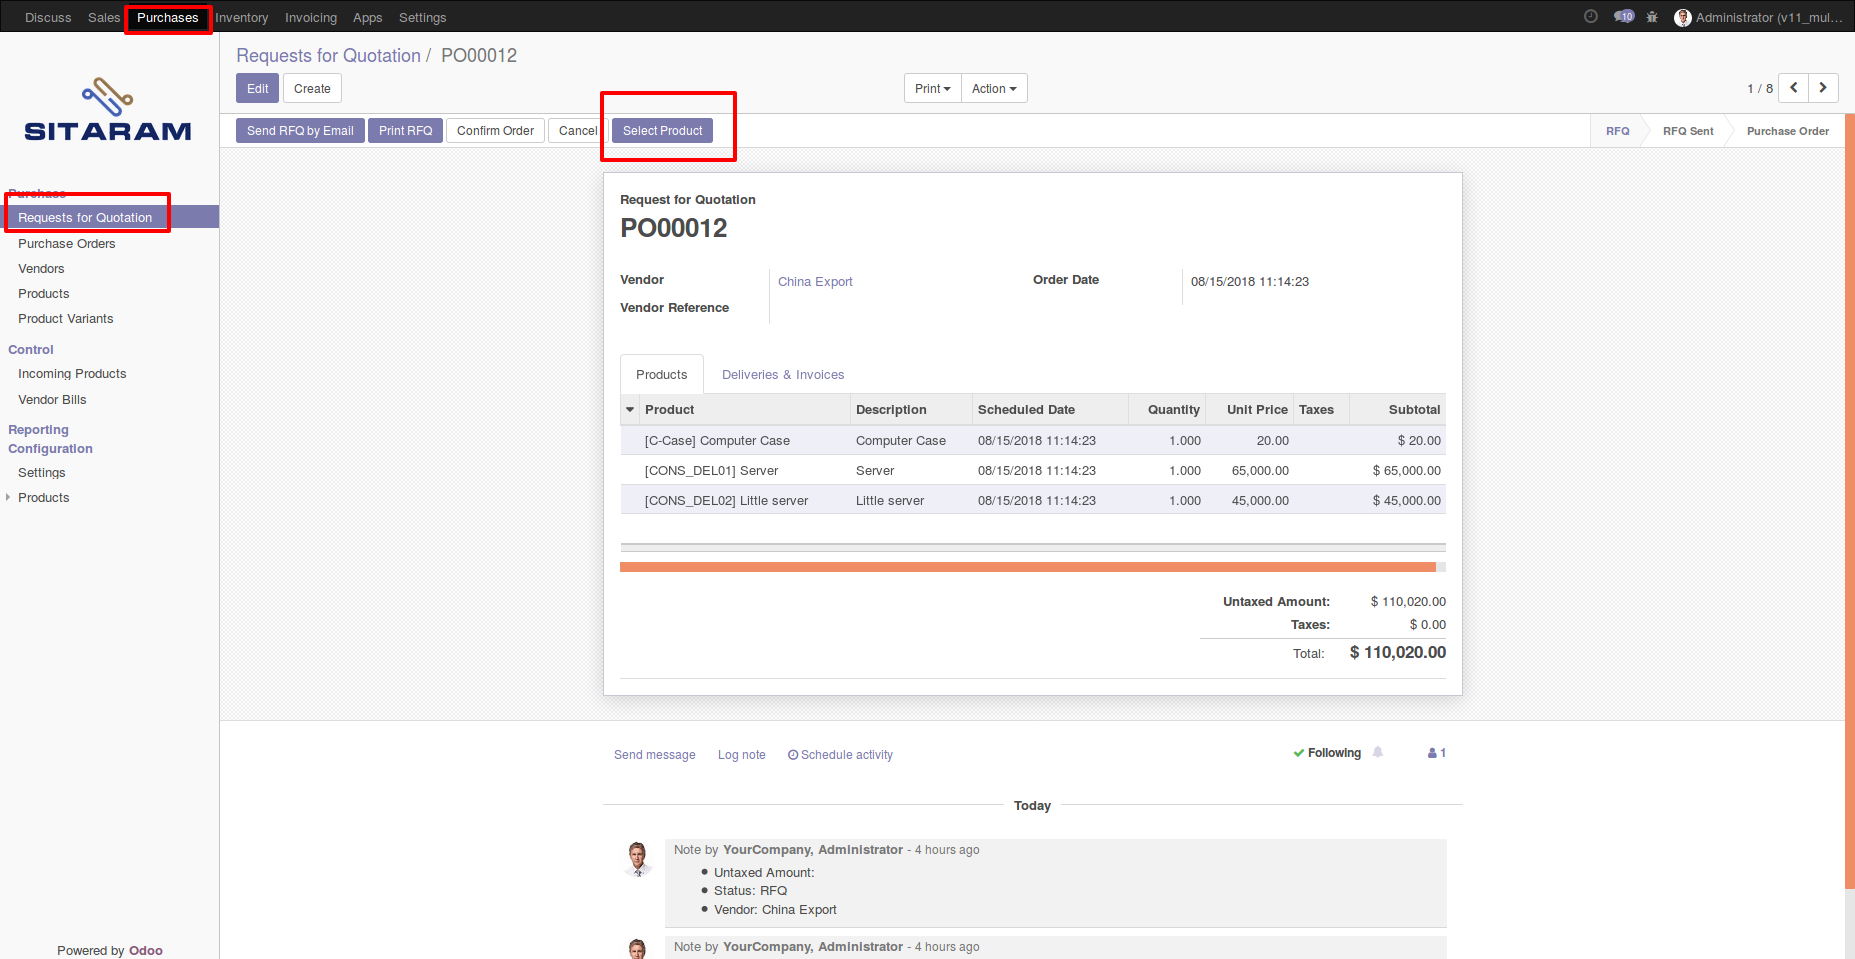 Discuss Sales Purchases Inventory Invoicing Apps Settings 10 Administrator (v11_mul...
SITARAM
Purchase
Requests for Quotation
Purchase Orders
Vendors
Products
Product Variants
Control
Incoming Products
Vendor Bills
Reporting
Configuration
Settings
Products
Powered by Odoo
Requests for Quotation / PO00012
Edit Create Print Action 1 / 8
Send RFQ by Email Print RFQ Confirm Order Cancel Select Product RFQ RFQ Sent Purchase Order
Request for Quotation
PO00012
Vendor China Export Order Date 08/15/2018 11:14:23
Vendor Reference
Products Deliveries & Invoices
Product Description Scheduled Date Quantity Unit Price Taxes Subtotal
[C-Case] Computer Case Computer Case 08/15/2018 11:14:23 1.000 20.00 $ 20.00
[CONS_DEL01] Server Server 08/15/2018 11:14:23 1.000 65,000.00 $ 65,000.00
[CONS_DEL02] Little server Little server 08/15/2018 11:14:23 1.000 45,000.00 $ 45,000.00
Untaxed Amount: $ 110,020.00
Taxes: $ 0.00
Total: $ 110,020.00
Send message Log note Schedule activity Following 1
Today
Note by YourCompany, Administrator - 4 hours ago
Untaxed Amount:
Status: RFQ
Vendor: China Export
Note by YourCompany, Administrator - 4 hours ago